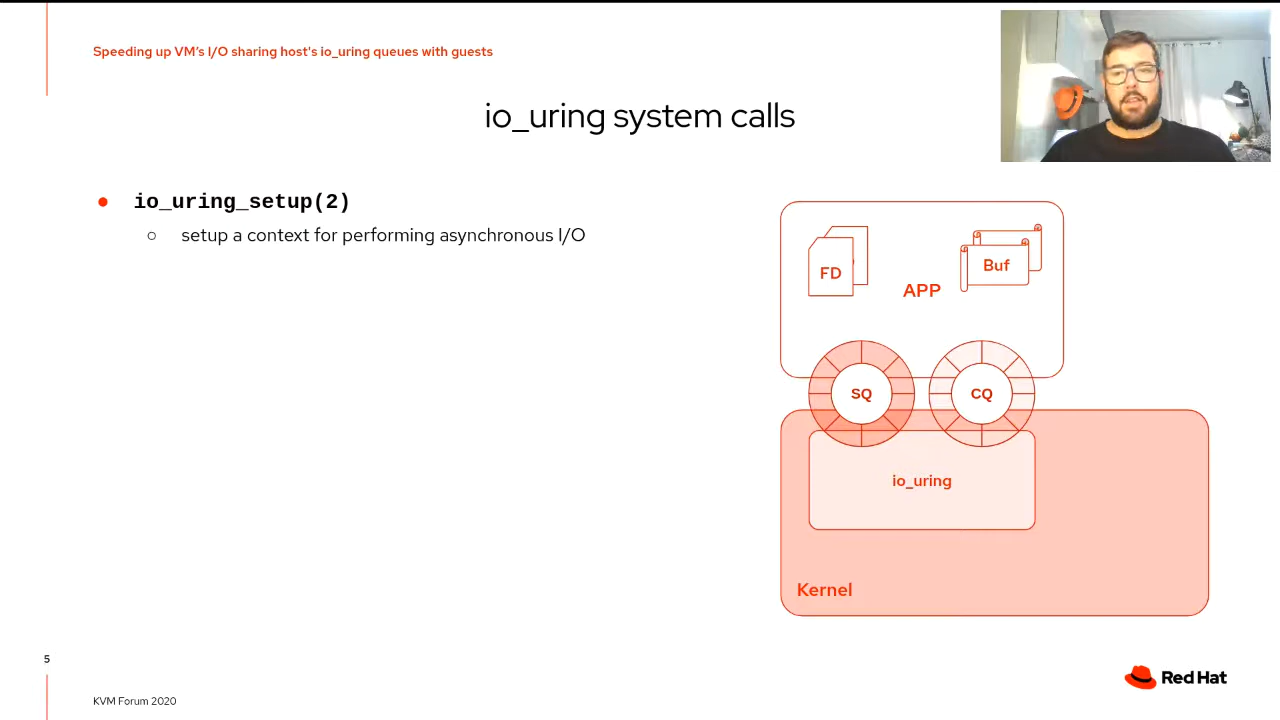 Speeding up VM's I/O sharing host's io_uring queues with guests
io_uring system calls
● io_uring_setup(2)
○ setup a context for performing asynchronous I/O
FD
Buf
APP
SQ
CQ
io_uring
Kernel
5
Red Hat
KVM Forum 2020